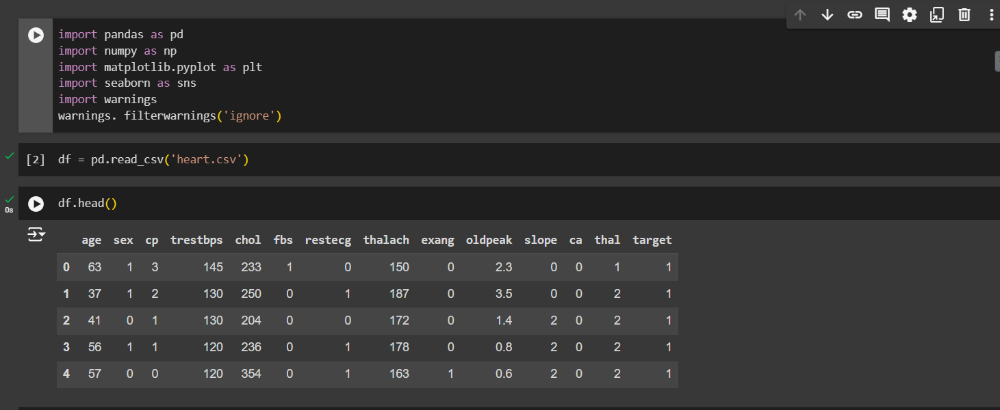 import pandas as pd
import numpy as np
import matplotlib.pyplot as plt
import seaborn as sns
import warnings
warnings. filterwarnings('ignore')
[2] df = pd.read_csv('heart.csv')
0s df.head()
age sex cp trestbps chol fbs restecg thalach exang oldpeak slope ca thal target
0 63 1 3 145 233 1 0 150 0 2.3 0 0 1 1
1 37 1 2 130 250 0 1 187 0 3.5 0 0 2 1
2 41 0 1 130 204 0 0 172 0 1.4 2 0 2 1
3 56 1 1 120 236 0 1 178 0 0.8 2 0 2 1
4 57 0 0 120 354 0 1 163 1 0.6 2 0 2 1